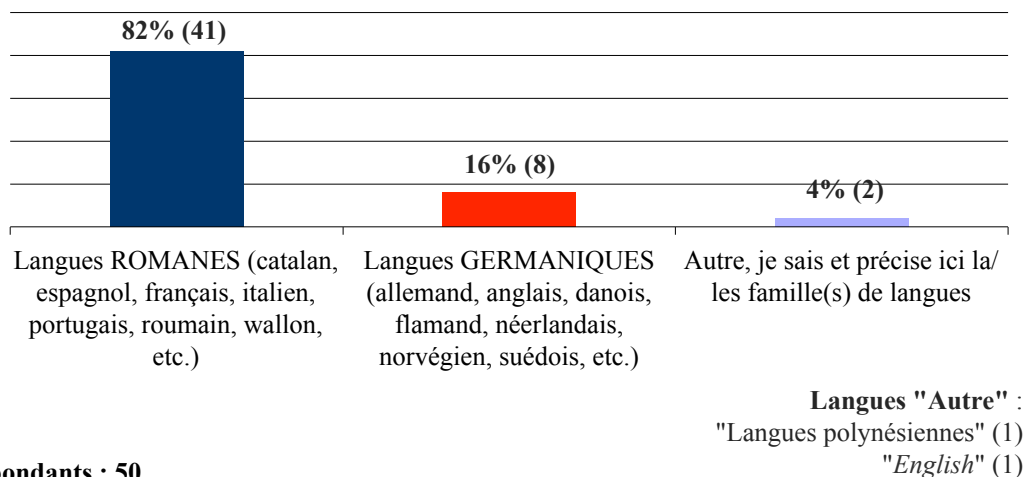 82% (41)
16% (8)
4% (2)
Langues ROMANES (catalan,
espagnol, français, italien,
portugais, roumain, wallon,
etc.)
Langues GERMANIQUES
(allemand, anglais, danois,
flamand, néerlandais,
norvégien, suédois, etc.)
Autre, je sais et précise ici la/
les famille(s) de langues
Langues "Autre" :
"Langues polynésiennes" (1)
"English" (1)
: 50